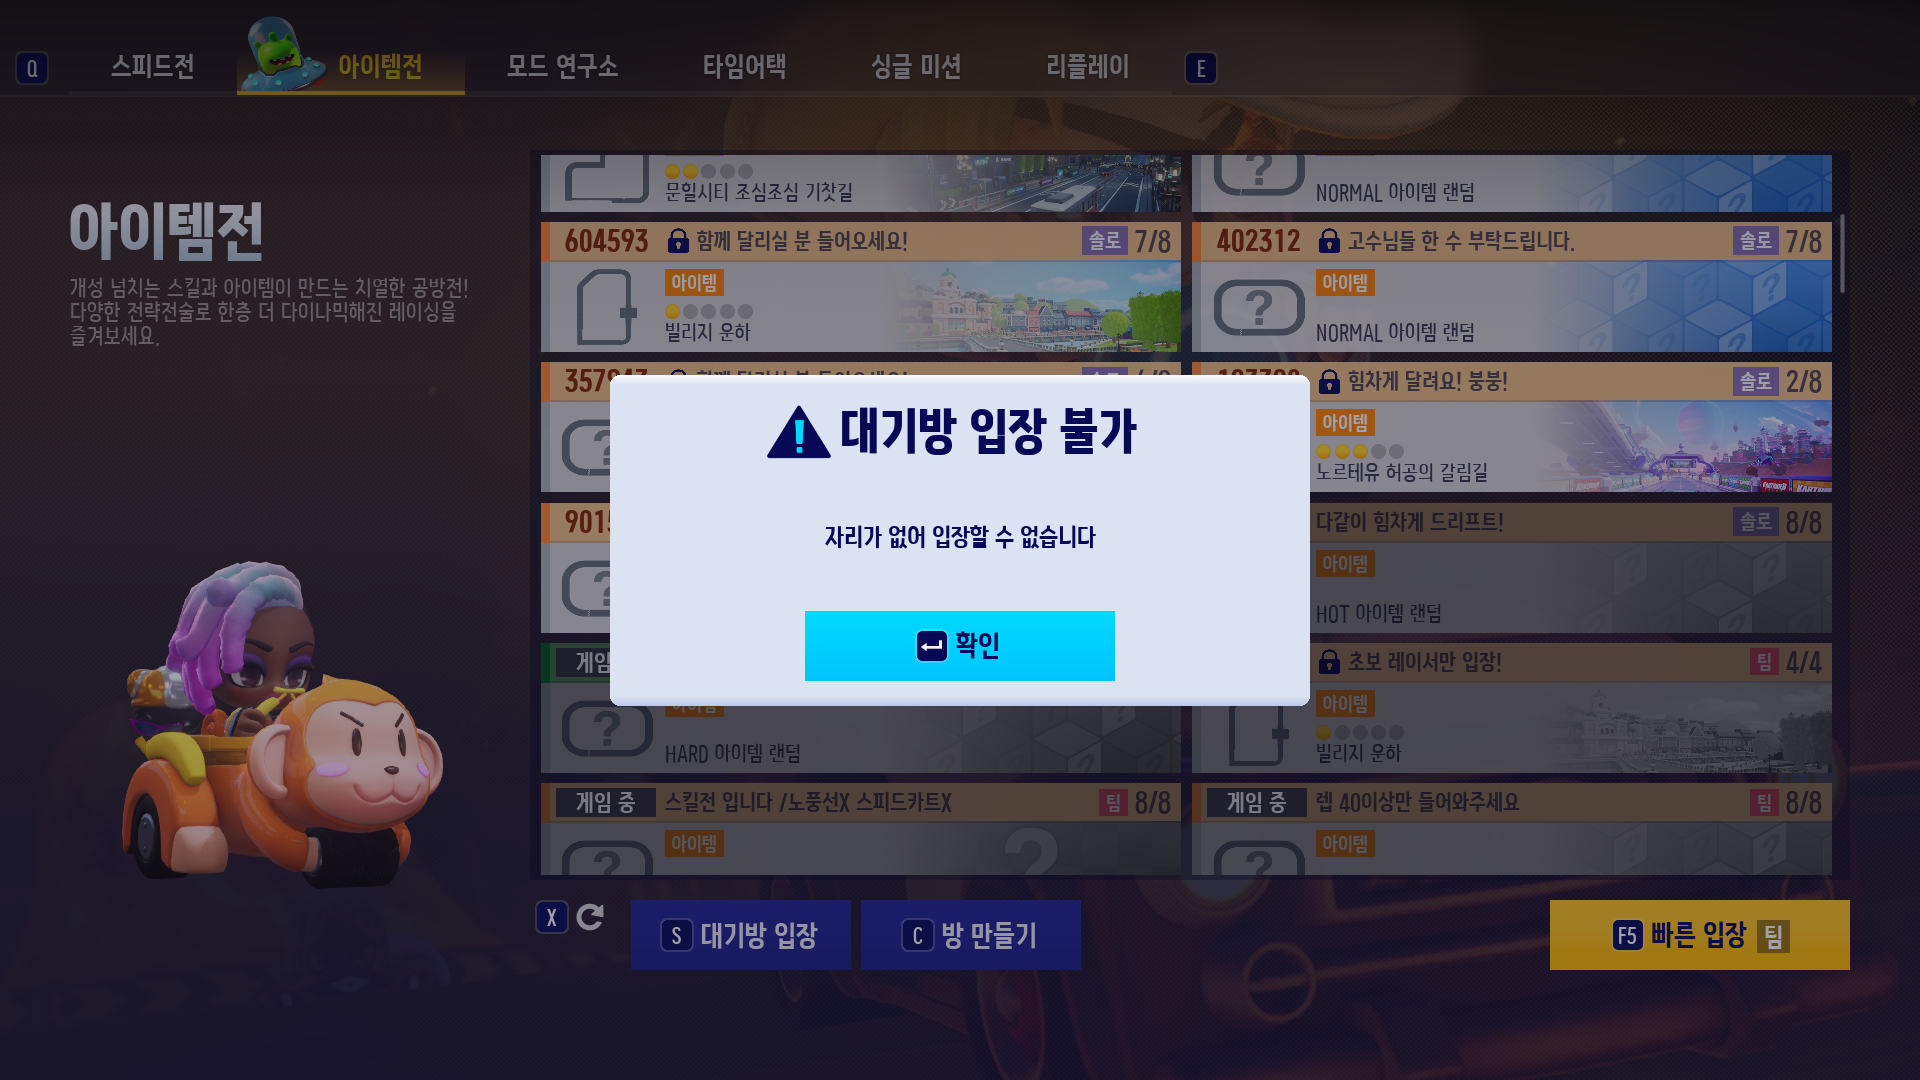 Q
스피드전
아이템전
모드 연구소
타임어택
싱글 미션
리플레이
E
아이템전
개성 넘치는 스킬과 아이템이 만드는 치열한 공방전!
다양한 전략전술로 한층 더 다이나믹해진 레이싱을
즐겨보세요.
문힐시티 조심조심 기찻길
NORMAL 아이템 랜덤
604593 함께 달리실 분 들어오세요! 솔로 7/8
아이템
빌리지 운하
402312 고수님들 한 수 부탁드립니다. 솔로 7/8
아이템
NORMAL 아이템 랜덤
힘차게 달려요! 붕붕! 솔로 2/8
아이템
노르테유 허공의 갈림길
다같이 힘차게 드리프트! 솔로 8/8
아이템
HOT 아이템 랜덤
HARD 아이템 랜덤
초보 레이서만 입장! 팀 4/4
아이템
빌리지 운하
게임 중 스킬전 입니다 /노풍선X 스피드카트X 팀 8/8
아이템
게임 중 렙 40이상만 들어와주세요 팀 8/8
아이템
대기방 입장 불가
자리가 없어 입장할 수 없습니다
확인
X
S 대기방 입장
C 방 만들기
F5 빠른 입장 팀